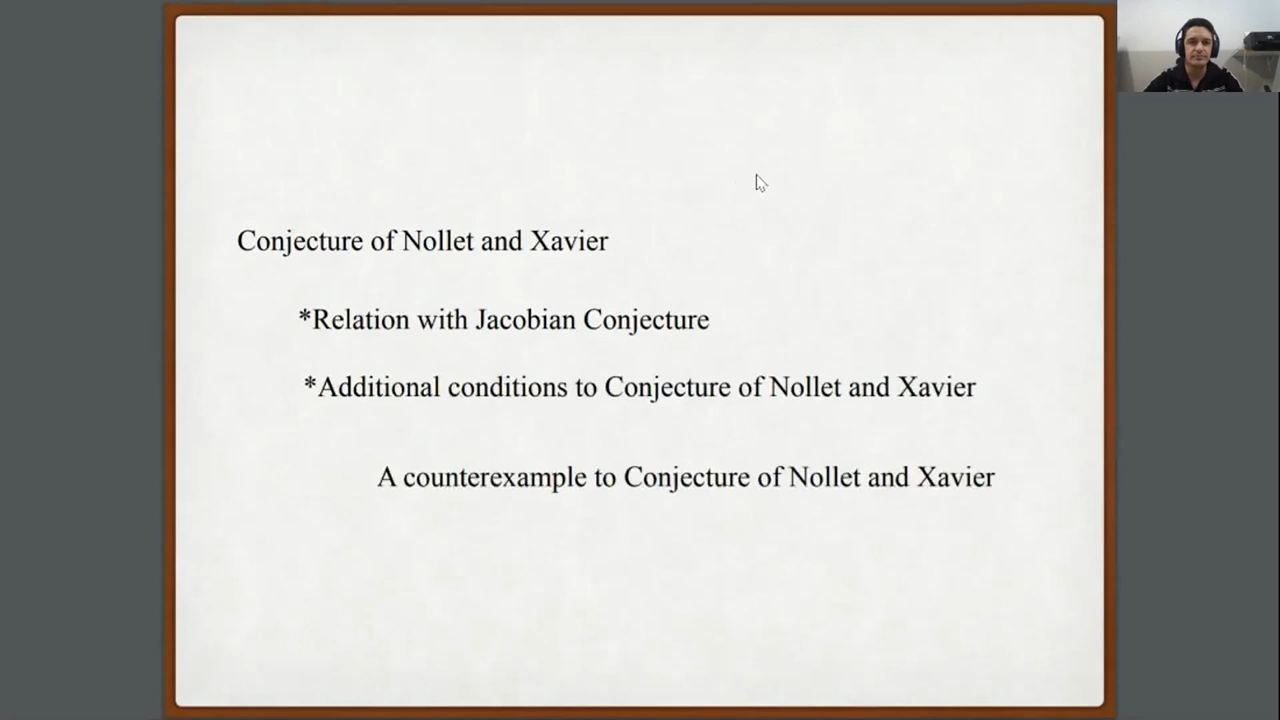 Conjecture of Nollet and Xavier
*Relation with Jacobian Conjecture
*Additional conditions to Conjecture of Nollet and Xavier
A counterexample to Conjecture of Nollet and Xavier